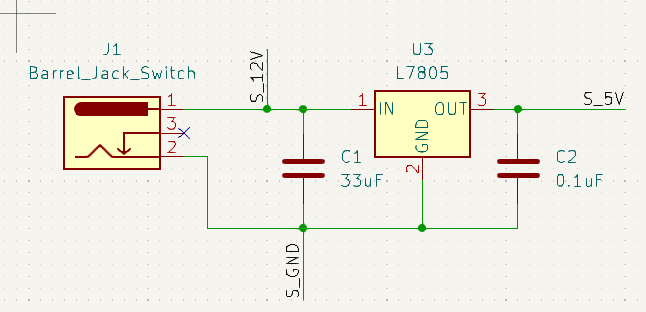 J1
Barrel_Jack_Switch
1
3
2
S_12V
C1
33uF
S_GND
U3
L7805
1
IN
OUT
3
GND
2
C2
0.1uF
S_5V